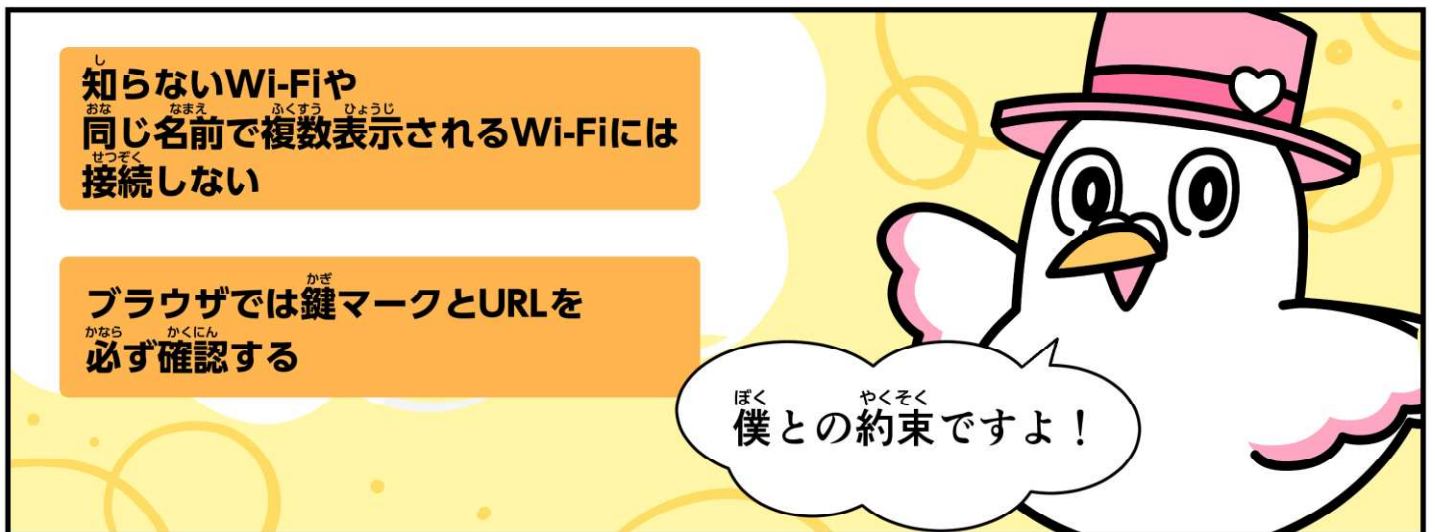 知らないWi-Fiや
同じ名前で複数表示されるWi-Fiには
接続しない
ブラウザでは鍵マークとURLを
必ず確認する
僕との約束ですよ！